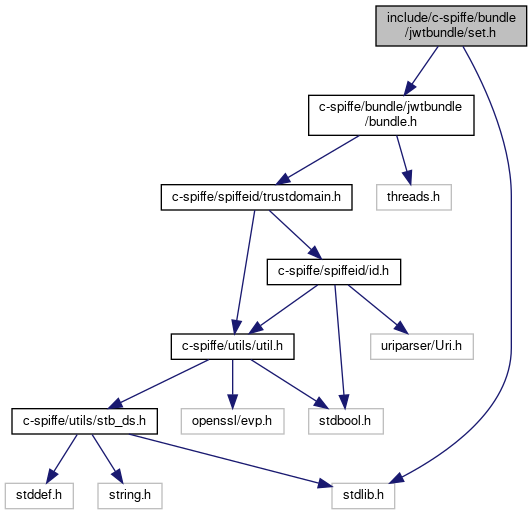 include/c-spiffe/bundle
/jwtbundle/set.h
c-spiffe/bundle/jwtbundle
/bundle.h
c-spiffe/spiffeid/trustdomain.h
threads.h
c-spiffe/spiffeid/id.h
c-spiffe/utils/util.h
uriparser/Uri.h
c-spiffe/utils/stb_ds.h
openssl/evp.h
stdbool.h
stddef.h
string.h
stdlib.h